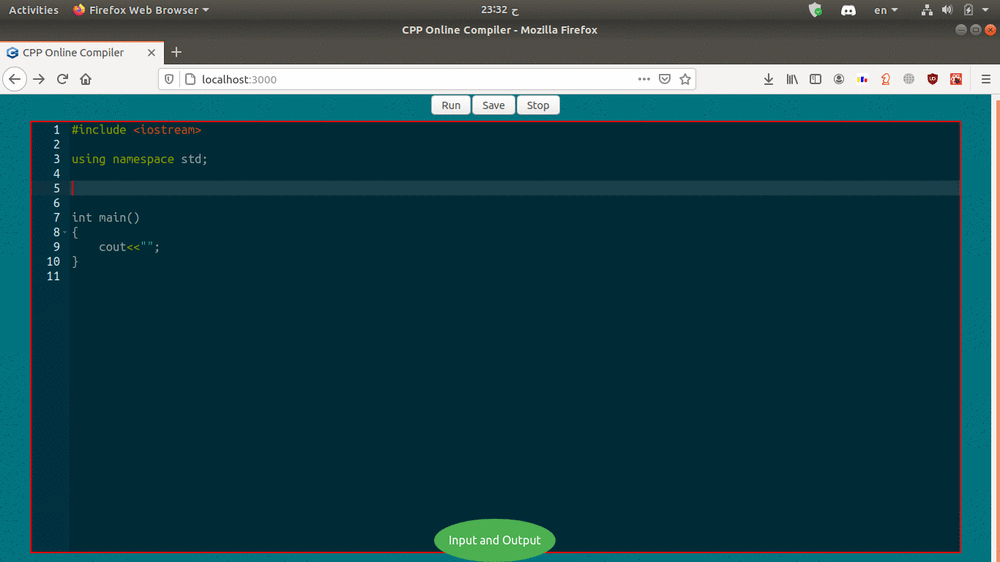 Activities Firefox Web Browser 23:32 ح en
CPP Online Compiler - Mozilla Firefox
CPP Online Compiler
localhost:3000
Run Save Stop
1 #include <iostream>
2
3 using namespace std;
4
5
6
7 int main()
8 {
9     cout<<"";
10 }
11
Input and Output